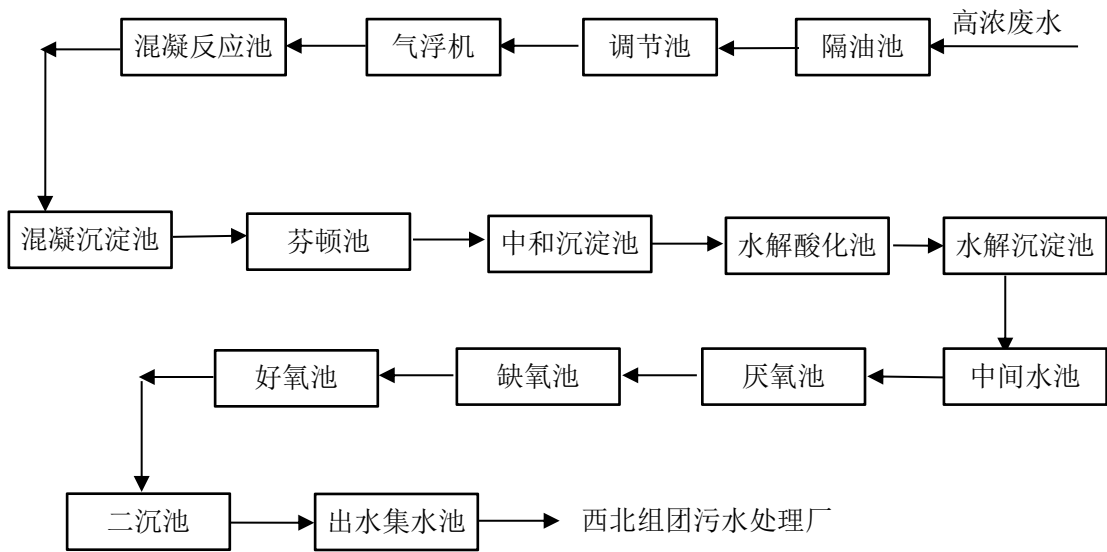 高浓废水
隔油池
调节池
气浮机
混凝反应池
混凝沉淀池
芬顿池
中和沉淀池
水解酸化池
水解沉淀池
中间水池
厌氧池
缺氧池
好氧池
二沉池
出水集水池
西北组团污水处理厂